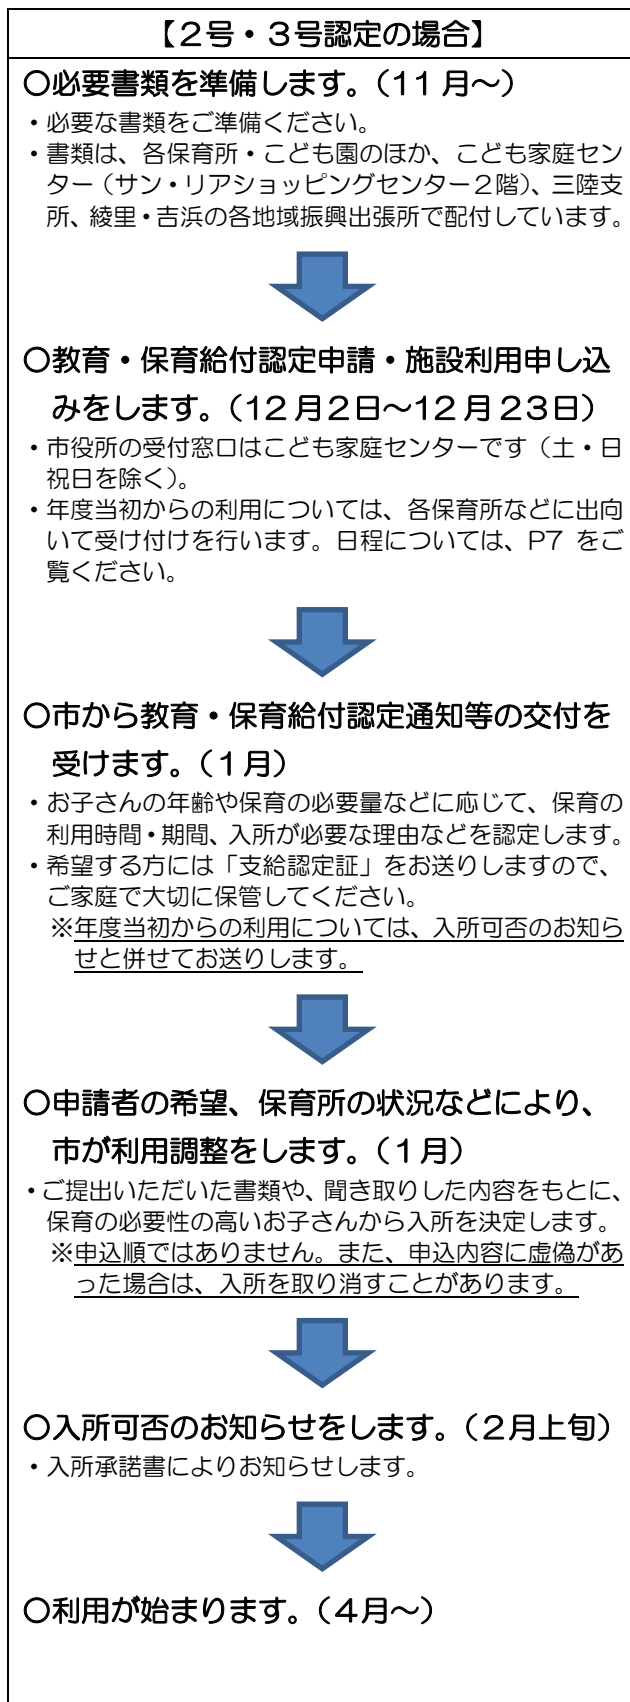 【２号・３号認定の場合】
〇必要書類を準備します。（11 月～）
・必要な書類をご準備ください。
・書類は、各保育所・こども園のほか、こども家庭セン
ター（サン・リアショッピングセンター２階）、三陸支
所、綾里・吉浜の各地域振興出張所で配付しています。
〇教育・保育給付認定申請・施設利用申し込
みをします。（12 月２日～12 月２３日）
・市役所の受付窓口はこども家庭センターです（土・日
祝日を除く）。
・年度当初からの利用については、各保育所などに出向
いて受け付けを行います。日程については、P7 をご
覧ください。
〇市から教育・保育給付認定通知等の交付を
受けます。（１月）
・お子さんの年齢や保育の必要量などに応じて、保育の
利用時間・期間、入所が必要な理由などを認定します。
・希望する方には「支給認定証」をお送りしますので、
ご家庭で大切に保管してください。
※年度当初からの利用については、入所可否のお知ら
せと併せてお送りします。
〇申請者の希望、保育所の状況などにより、
市が利用調整をします。（１月）
・ご提出いただいた書類や、聞き取りした内容をもとに、
保育の必要性の高いお子さんから入所を決定します。
※申込順ではありません。また、申込内容に虚偽があ
った場合は、入所を取り消すことがあります。
〇入所可否のお知らせをします。（２月上旬）
・入所承諾書によりお知らせします。
〇利用が始まります。（４月～）